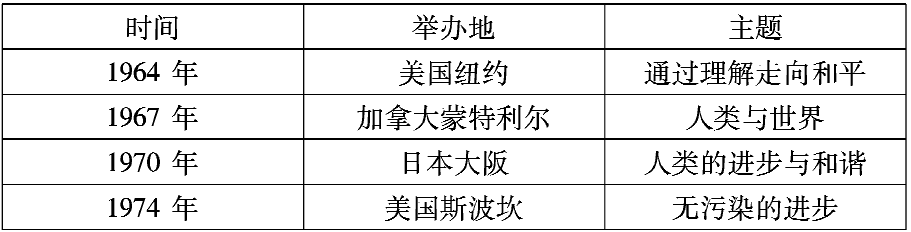 时间 举办地 主题
1964 年 美国纽约 通过理解走向和平
1967 年 加拿大蒙特利尔 人类与世界
1970 年 日本大阪 人类的进步与和谐
1974 年 美国斯波坎 无污染的进步